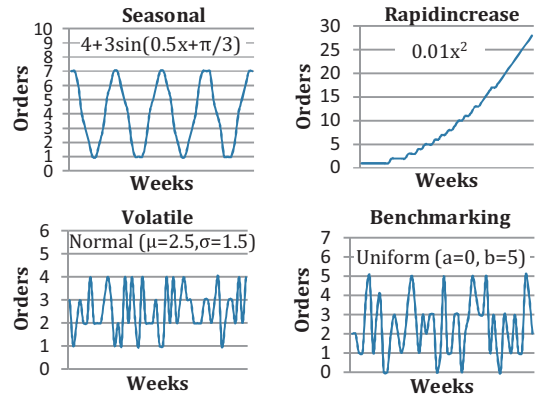 Seasonal
10
9
8
7
6
5
4
3
2
1
0
Orders
4+3sin(0.5x+π/3)
Weeks
Rapidincrease
30
25
20
15
10
5
0
Orders
0.01x²
Weeks
Volatile
6
5
4
3
2
1
0
Orders
Normal (μ=2.5,σ=1.5)
Weeks
Benchmarking
7
6
5
4
3
2
1
0
Orders
Uniform (a=0, b=5)
Weeks